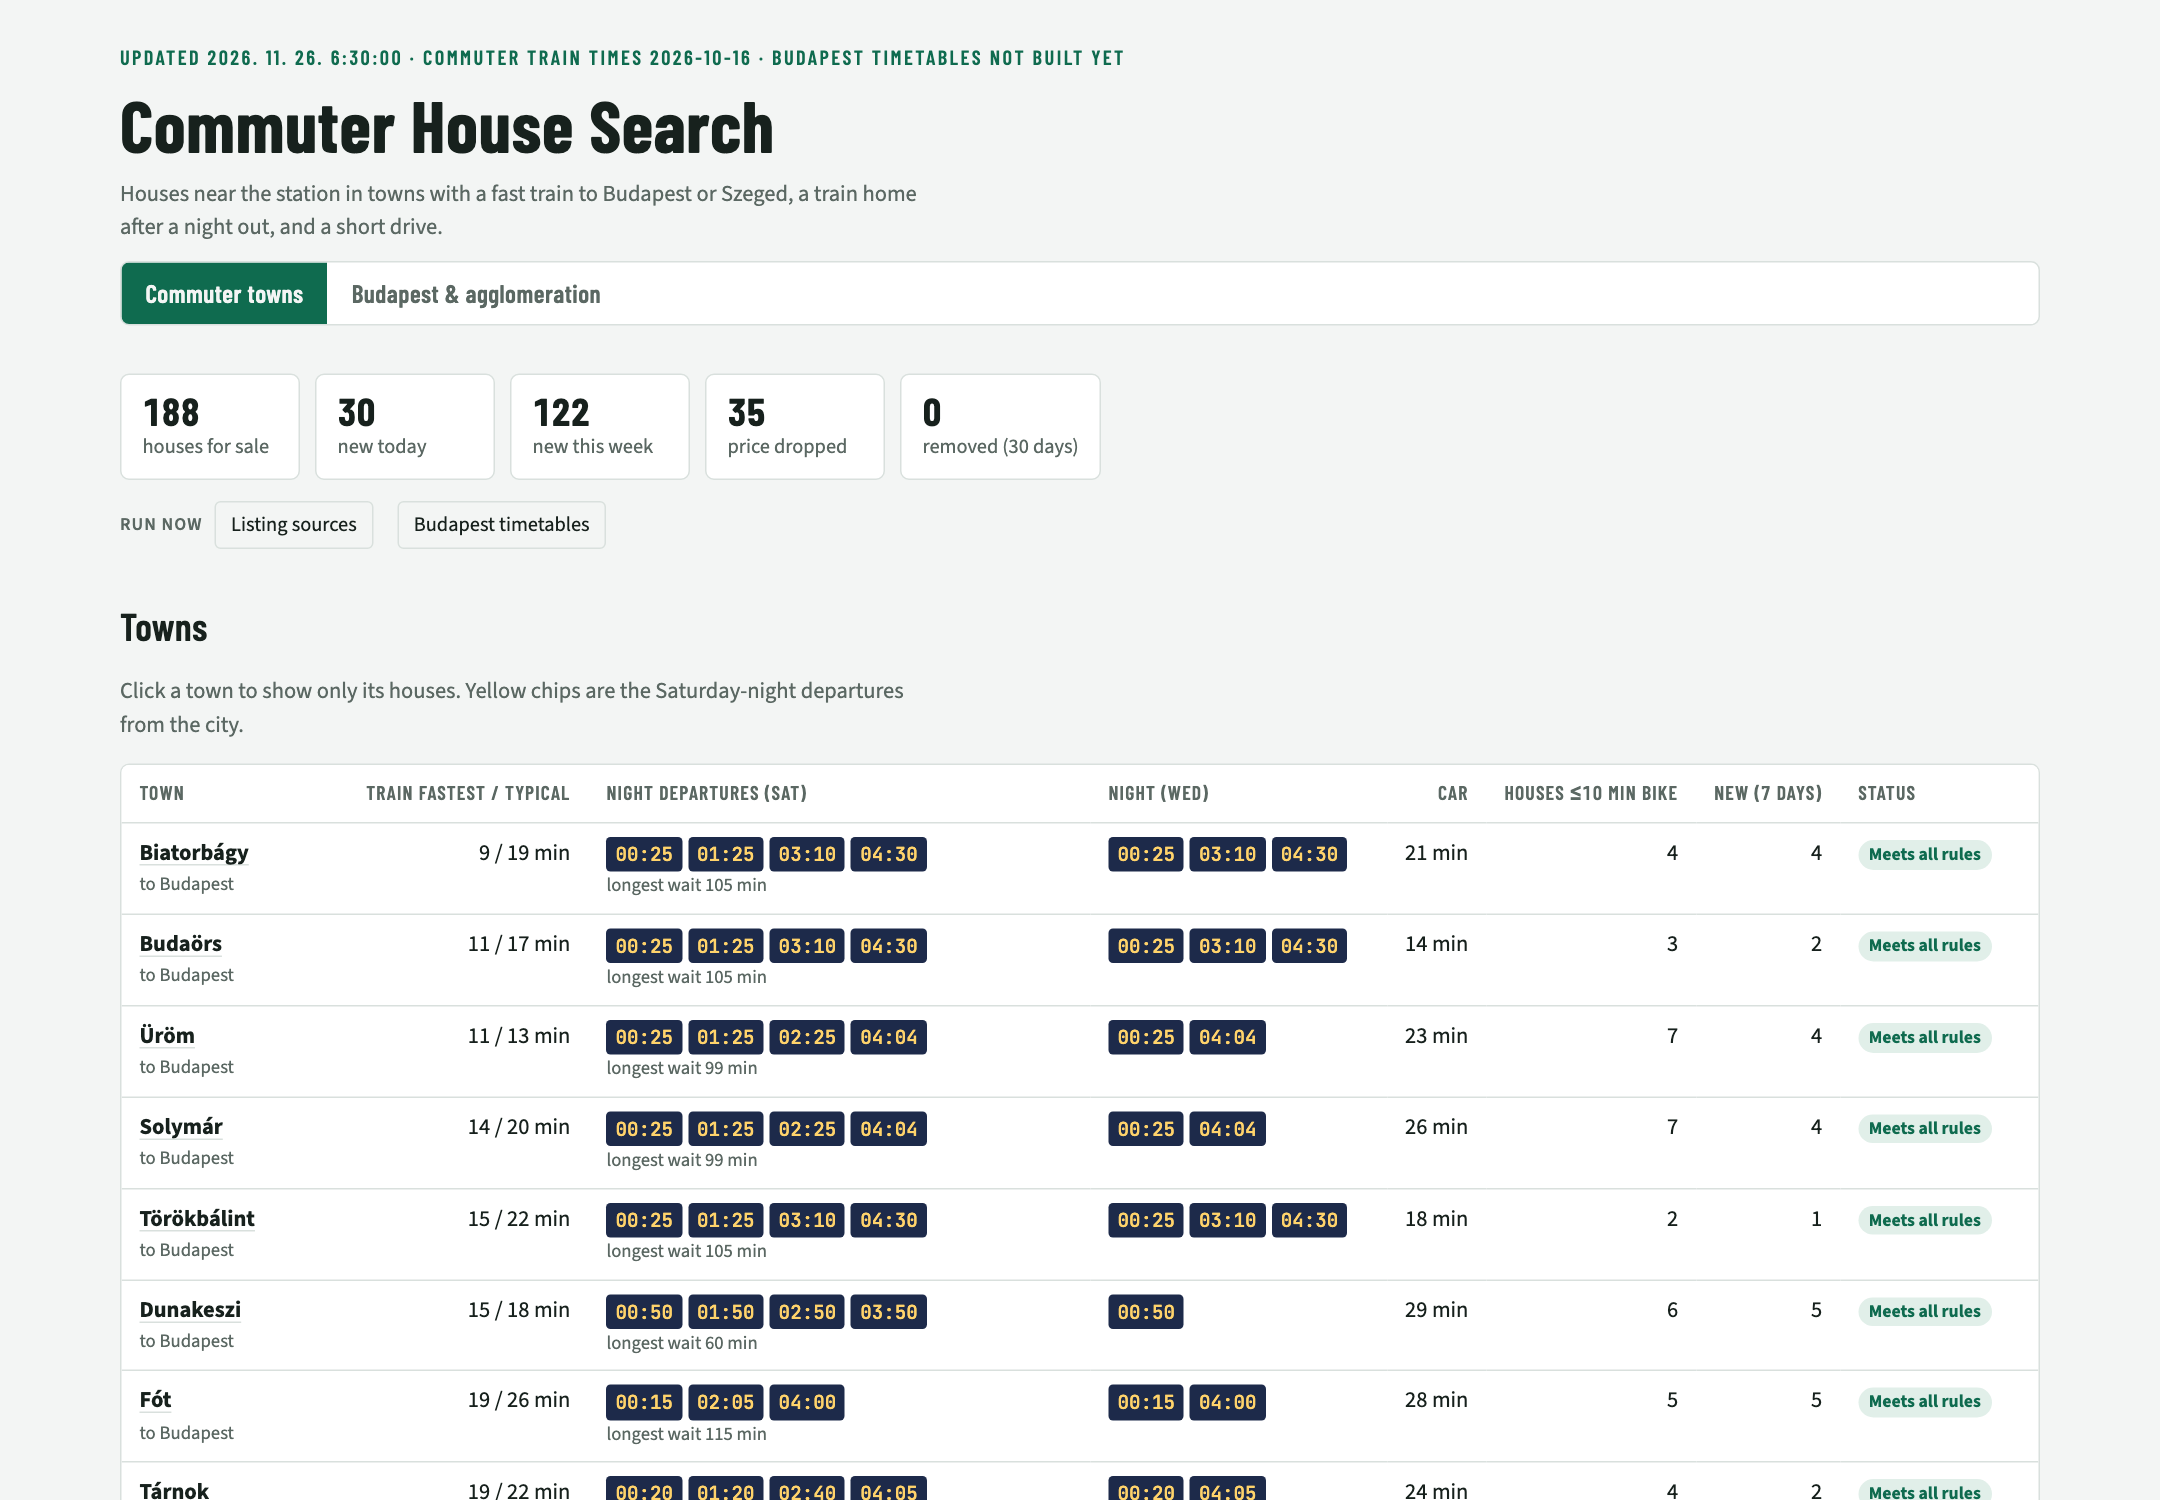 UPDATED 2026. 11. 26. 6:30:00 · COMMUTER TRAIN TIMES 2026-10-16 · BUDAPEST TIMETABLES NOT BUILT YET
Commuter House Search
Houses near the station in towns with a fast train to Budapest or Szeged, a train home
after a night out, and a short drive.
Commuter towns Budapest & agglomeration
188 30 122 35 0
houses for sale new today new this week price dropped removed (30 days)
RUN NOW Listing sources Budapest timetables
Towns
Click a town to show only its houses. Yellow chips are the Saturday-night departures
from the city.
TOWN TRAIN FASTEST / TYPICAL NIGHT DEPARTURES (SAT) NIGHT (WED) CAR HOUSES ≤10 MIN BIKE NEW (7 DAYS) STATUS
Biatorbágy 9 / 19 min 00:25 01:25 03:10 04:30 00:25 03:10 04:30 21 min 4 4 Meets all rules
to Budapest longest wait 105 min
Budaörs 11 / 17 min 00:25 01:25 03:10 04:30 00:25 03:10 04:30 14 min 3 2 Meets all rules
to Budapest longest wait 105 min
Üröm 11 / 13 min 00:25 01:25 02:25 04:04 00:25 04:04 23 min 7 4 Meets all rules
to Budapest longest wait 99 min
Solymár 14 / 20 min 00:25 01:25 02:25 04:04 00:25 04:04 26 min 7 4 Meets all rules
to Budapest longest wait 99 min
Törökbálint 15 / 22 min 00:25 01:25 03:10 04:30 00:25 03:10 04:30 18 min 2 1 Meets all rules
to Budapest longest wait 105 min
Dunakeszi 15 / 18 min 00:50 01:50 02:50 03:50 00:50 29 min 6 5 Meets all rules
to Budapest longest wait 60 min
Fót 19 / 26 min 00:15 02:05 04:00 00:15 04:00 28 min 5 5 Meets all rules
to Budapest longest wait 115 min
Tárnok 19 / 22 min 00:20 01:20 02:40 04:05 00:20 04:05 24 min 4 2 Meets all rules